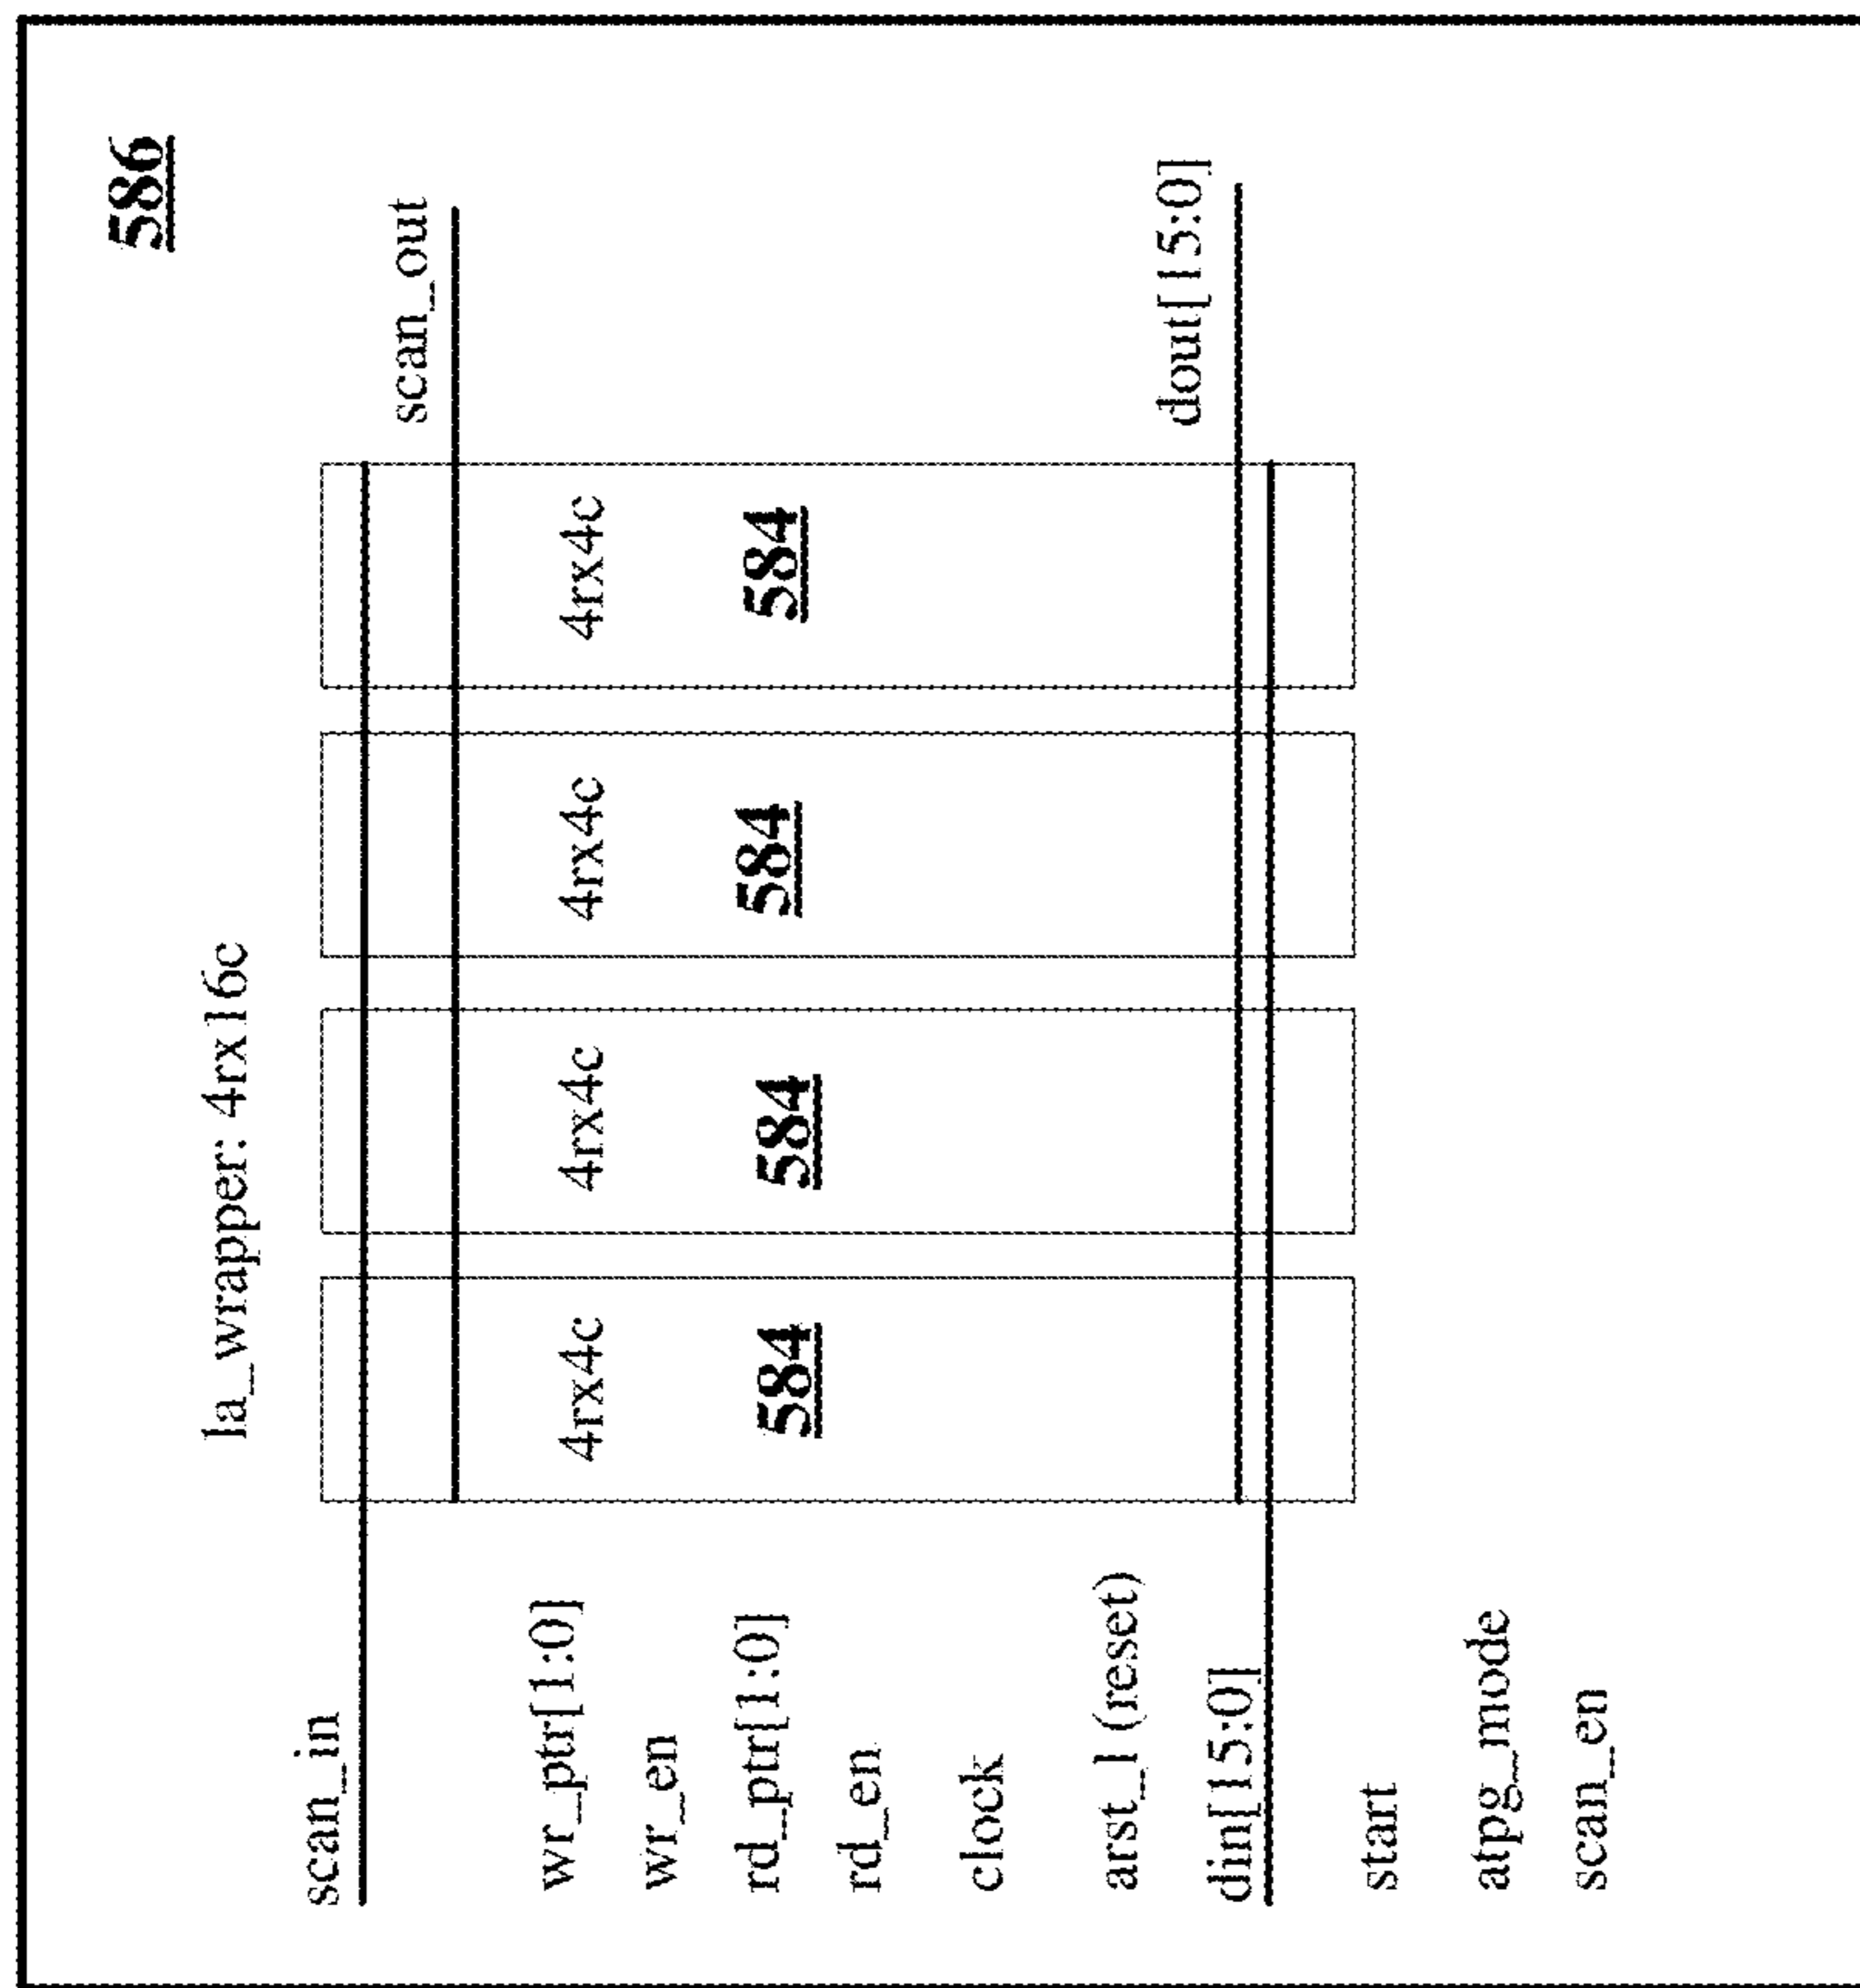 586
la_wrapper: 4rx16c
scan_in
scan_out
wr_ptr[1:0]
4rx4c 4rx4c 4rx4c 4rx4c
wr_en
rd_ptr[1:0]
584 584 584 584
rd_en
clock
arst_l (reset)
dout[15:0]
din[15:0]
start
atpg_mode
scan_en